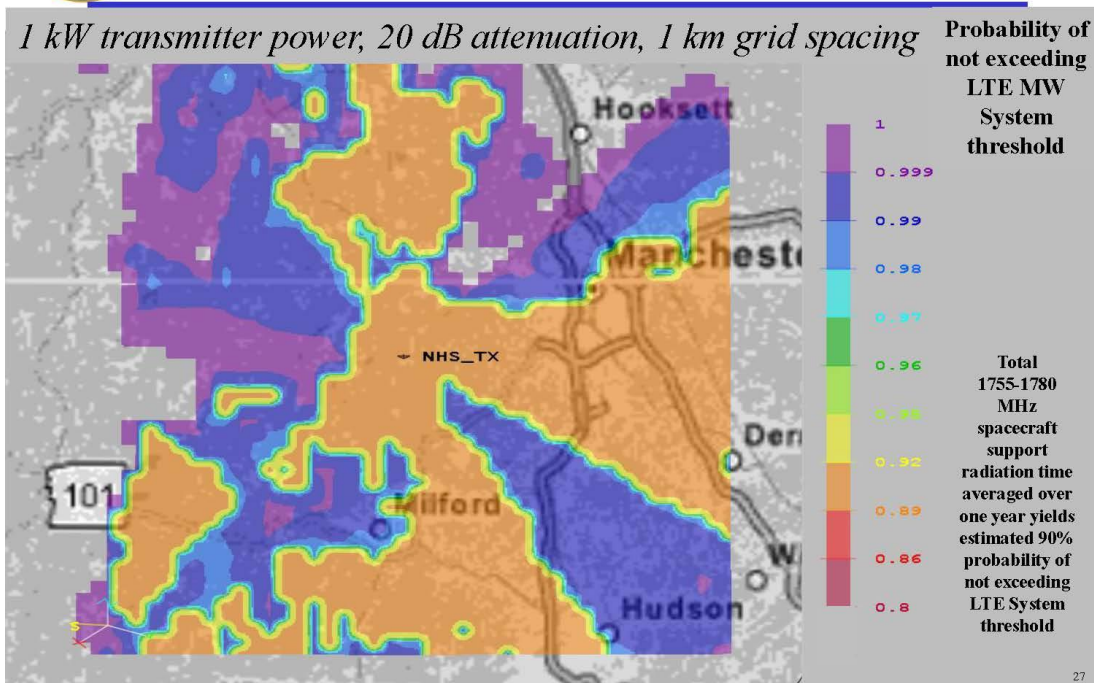 1 kW transmitter power, 20 dB attenuation, 1 km grid spacing
Probability of
not exceeding
LTE MW
System
threshold
Hooksett
Manchest
NHS_TX
101
Milford
Hudson
1
0.999
0.99
0.98
0.97
0.96
0.92
0.89
0.86
0.8
Total
1755-1780
MHz
spacecraft
support
radiation time
averaged over
one year yields
estimated 90%
probability of
not exceeding
LTE System
threshold
27